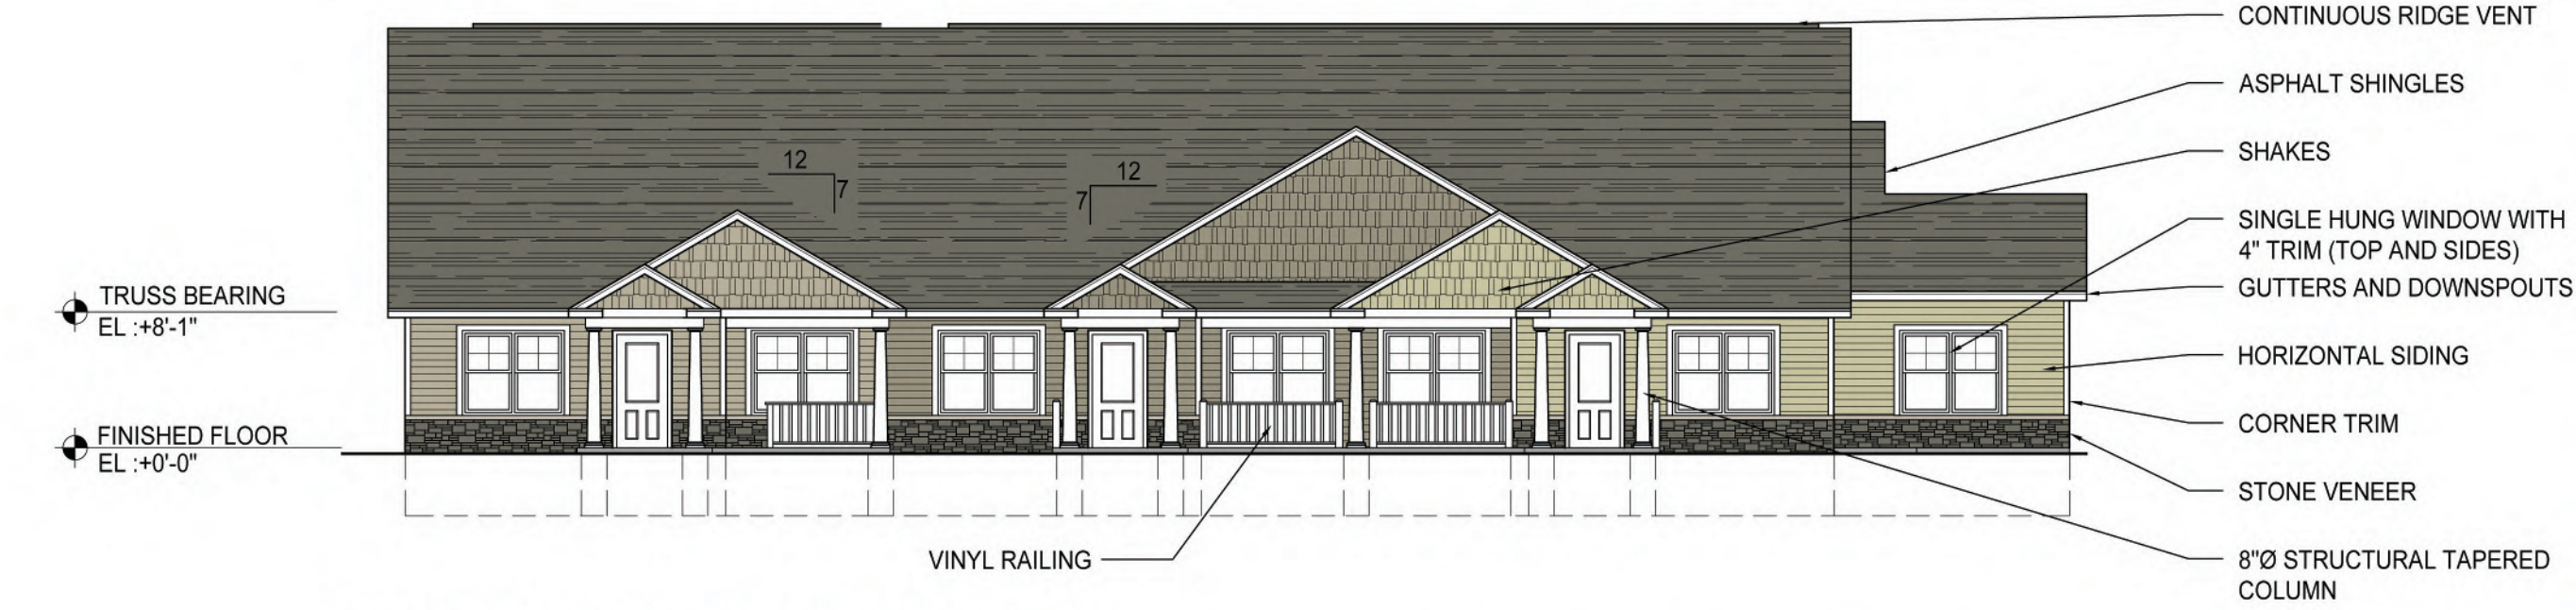 CONTINUOUS RIDGE VENT
ASPHALT SHINGLES
12
7
12
7
SHAKES
SINGLE HUNG WINDOW WITH
4" TRIM (TOP AND SIDES)
GUTTERS AND DOWNSPOUTS
TRUSS BEARING
EL :+8'-1"
HORIZONTAL SIDING
CORNER TRIM
FINISHED FLOOR
EL :+0'-0"
STONE VENEER
VINYL RAILING
8"Ø STRUCTURAL TAPERED
COLUMN